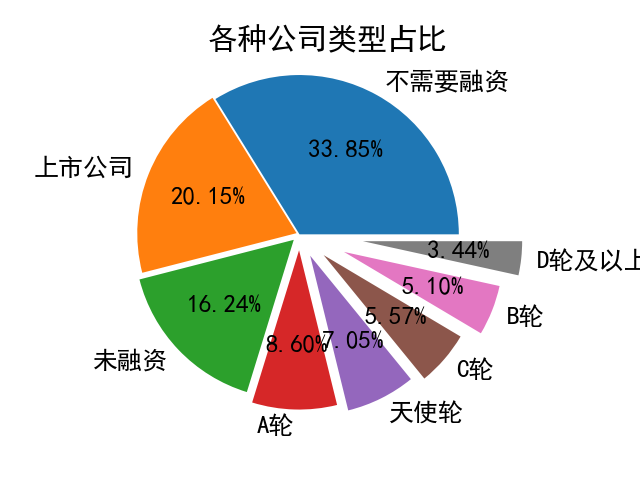 各种公司类型占比
不需要融资
33.85%
上市公司
20.15%
未融资
16.24%
A轮
8.60%
天使轮
7.05%
C轮
5.57%
B轮
5.10%
D轮及以上
3.44%